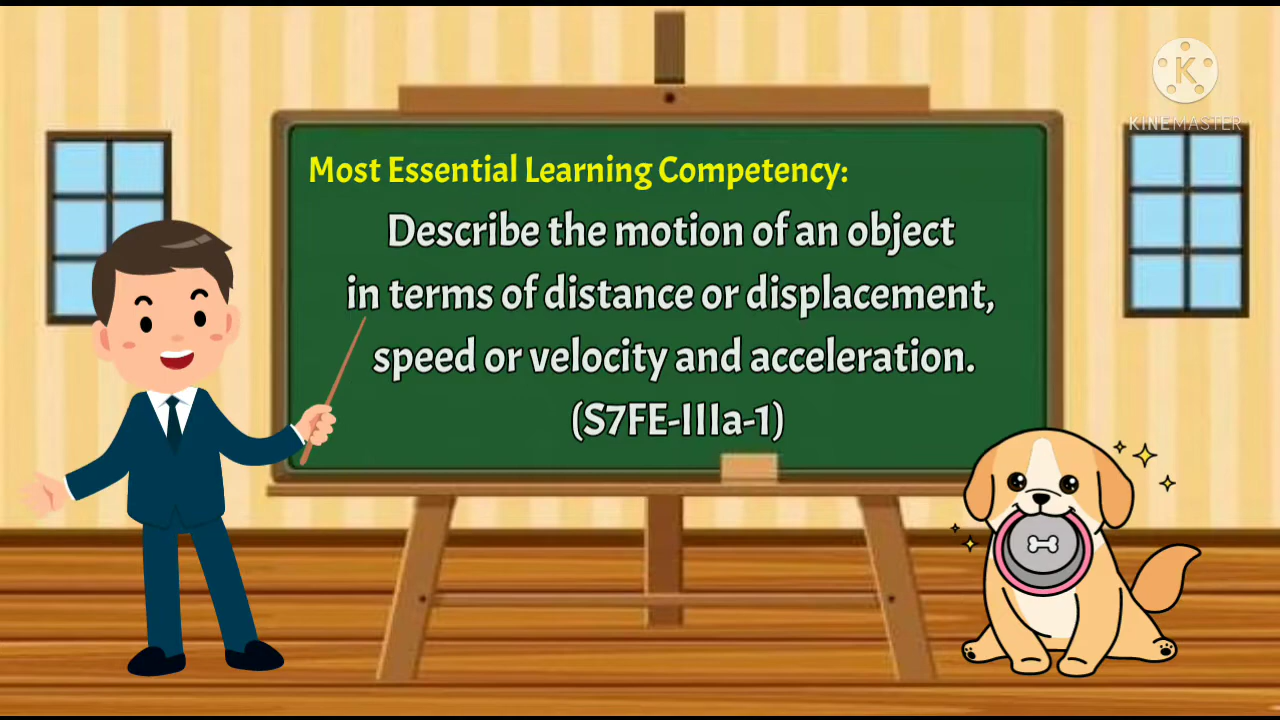 K
KINEMASTER
Most Essential Learning Competency:
Describe the motion of an object
in terms of distance or displacement,
speed or velocity and acceleration.
(S7FE-IIIa-1)